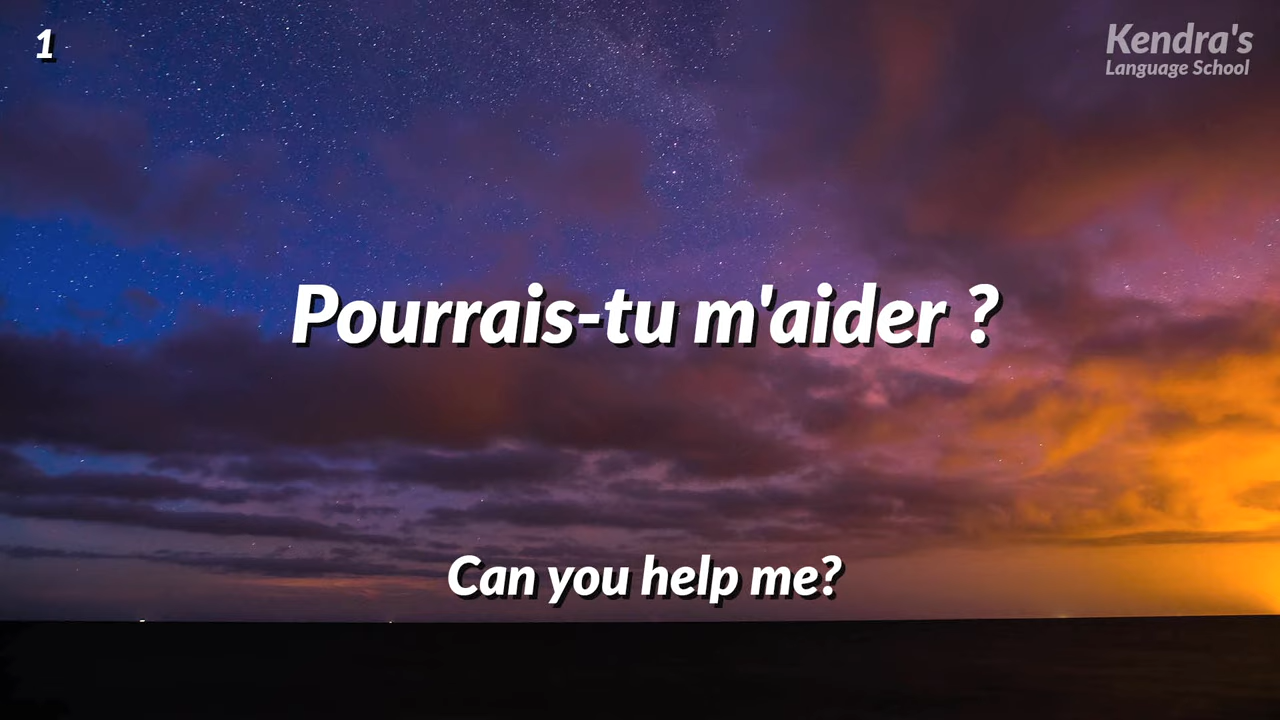 1
Kendra's
Language School
Pourrais-tu m'aider ?
Can you help me?